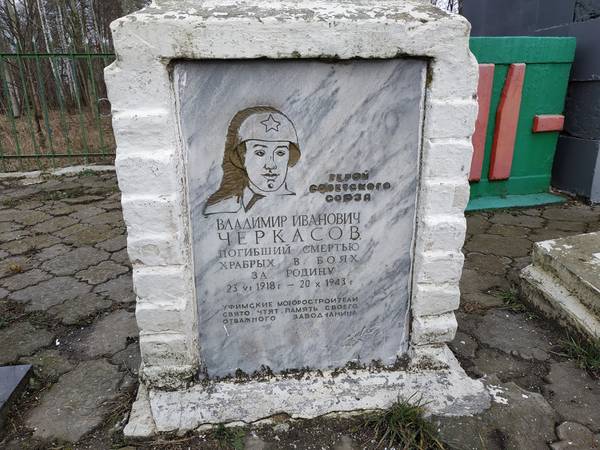 ГЕРОЙ
СОВЕТСКОГО
СОЮЗА
ВЛАДИМИР ИВАНОВИЧ
ЧЕРКАСОВ
ПОГИБШИЙ СМЕРТЬЮ
ХРАБРЫХ В БОЯХ
ЗА РОДИНУ
23 VI 1918 г - 20 X 1943 г
УФИМСКИЕ МОТОРОСТРОИТЕЛИ
СВЯТО ЧТЯТ ПАМЯТЬ СВОЕГО
ОТВАЖНОГО ЗАВОДЧАНИНА